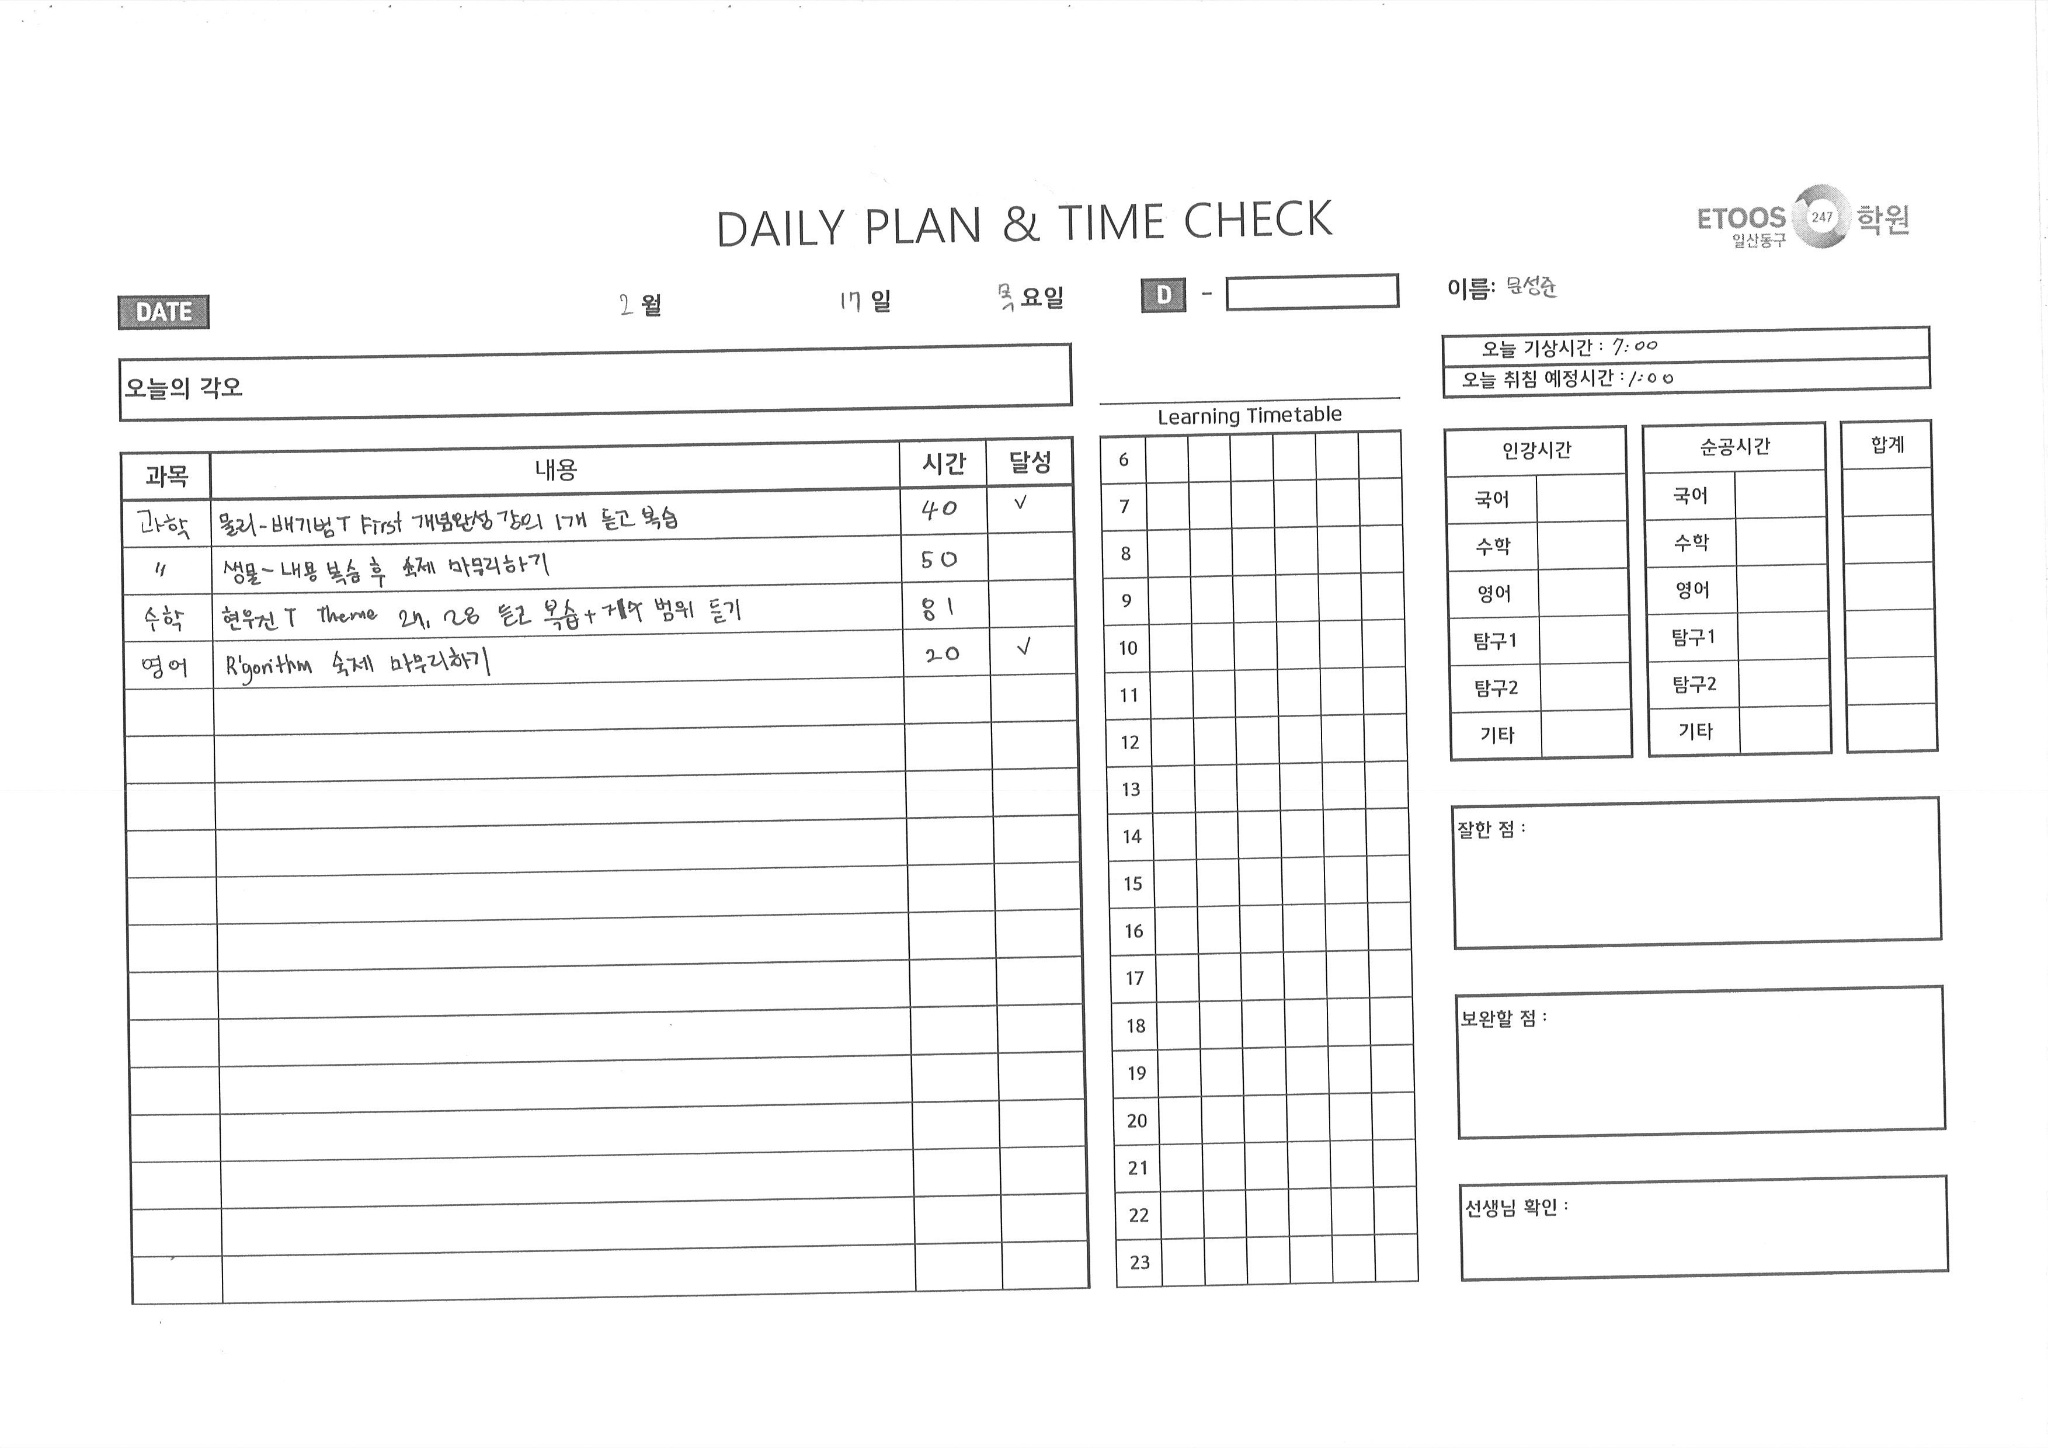 DAILY PLAN & TIME CHECK
ETOOS 247 학원
일산동구
DATE 2 월 17 일 목 요일 D -
이름: 문성준
오늘 기상시간 : 7:00
오늘 취침 예정시간 : 1:00
오늘의 각오
과목 내용 시간 달성
과학 물리-배기범T First 개념완성 강의 1개 듣고 복습 40 ✓
〃 생물-내용 복습 후 숙제 마무리하기 50
수학 현우진T Theme 27, 28 듣고 복습+ 범위 듣기 81
영어 R'gorithm 숙제 마무리하기 20 ✓
Learning Timetable
6
7
8
9
10
11
12
13
14
15
16
17
18
19
20
21
22
23
인강시간 순공시간 합계
국어 국어
수학 수학
영어 영어
탐구1 탐구1
탐구2 탐구2
기타 기타
잘한 점 :
보완할 점 :
선생님 확인 :